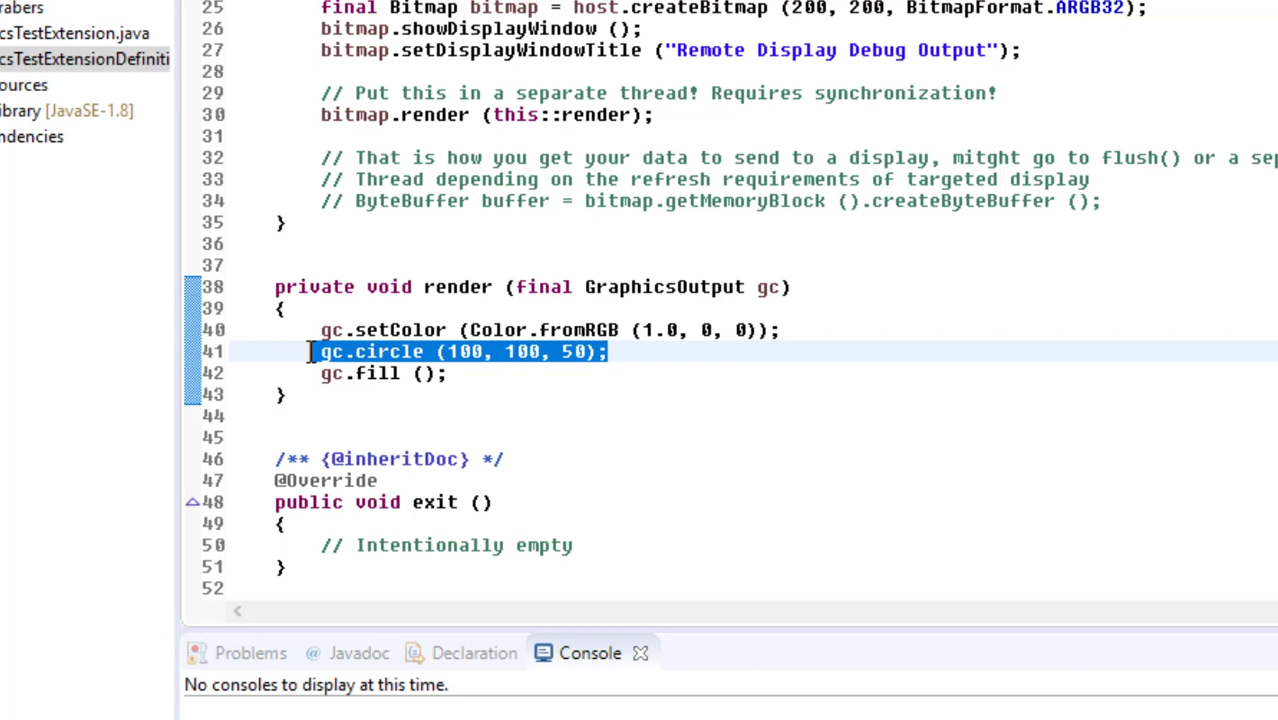 rabers
csTestExtension.java
csTestExtensionDefiniti
ources
ibrary [JavaSE-1.8]
ndencies
25 final Bitmap bitmap = host.createBitmap (200, 200, BitmapFormat.ARGB32);
26 bitmap.showDisplayWindow ();
27 bitmap.setDisplayWindowTitle ("Remote Display Debug Output");
28
29 // Put this in a separate thread! Requires synchronization!
30 bitmap.render (this::render);
31
32 // That is how you get your data to send to a display, mitght go to flush() or a sep
33 // Thread depending on the refresh requirements of targeted display
34 // ByteBuffer buffer = bitmap.getMemoryBlock ().createByteBuffer ();
35 }
36
37
38 private void render (final GraphicsOutput gc)
39 {
40 gc.setColor (Color.fromRGB (1.0, 0, 0));
41 gc.circle (100, 100, 50);
42 gc.fill ();
43 }
44
45
46 /** {@inheritDoc} */
47 @Override
48 public void exit ()
49 {
50 // Intentionally empty
51 }
52
Problems @ Javadoc Declaration Console
No consoles to display at this time.